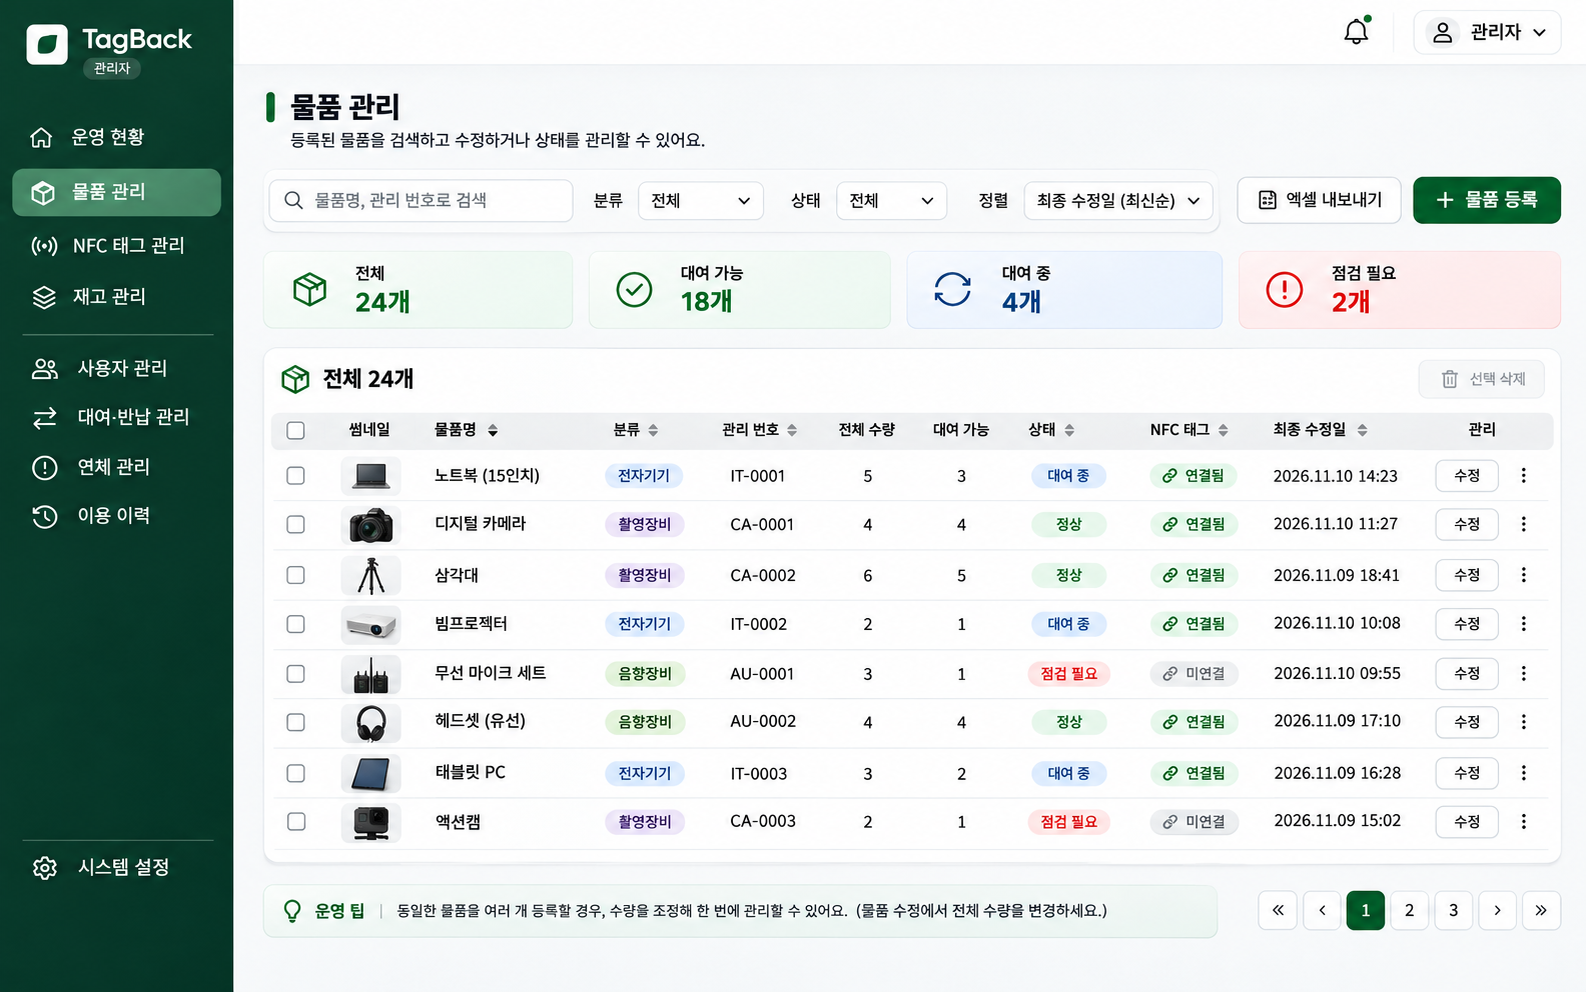 TagBack
관리자
운영 현황
물품 관리
NFC 태그 관리
재고 관리
사용자 관리
대여·반납 관리
연체 관리
이용 이력
시스템 설정
관리자
물품 관리
등록된 물품을 검색하고 수정하거나 상태를 관리할 수 있어요.
물품명, 관리 번호로 검색 분류 전체 상태 전체 정렬 최종 수정일 (최신순) 엑셀 내보내기 + 물품 등록
전체
24개
대여 가능
18개
대여 중
4개
점검 필요
2개
전체 24개 선택 삭제
썸네일 물품명 분류 관리 번호 전체 수량 대여 가능 상태 NFC 태그 최종 수정일 관리
노트북 (15인치) 전자기기 IT-0001 5 3 대여 중 연결됨 2026.11.10 14:23 수정
디지털 카메라 촬영장비 CA-0001 4 4 정상 연결됨 2026.11.10 11:27 수정
삼각대 촬영장비 CA-0002 6 5 정상 연결됨 2026.11.09 18:41 수정
빔프로젝터 전자기기 IT-0002 2 1 대여 중 연결됨 2026.11.10 10:08 수정
무선 마이크 세트 음향장비 AU-0001 3 1 점검 필요 미연결 2026.11.10 09:55 수정
헤드셋 (유선) 음향장비 AU-0002 4 4 정상 연결됨 2026.11.09 17:10 수정
태블릿 PC 전자기기 IT-0003 3 2 대여 중 연결됨 2026.11.09 16:28 수정
액션캠 촬영장비 CA-0003 2 1 점검 필요 미연결 2026.11.09 15:02 수정
운영 팁 | 동일한 물품을 여러 개 등록할 경우, 수량을 조정해 한 번에 관리할 수 있어요. (물품 수정에서 전체 수량을 변경하세요.)
« ‹ 1 2 3 › »